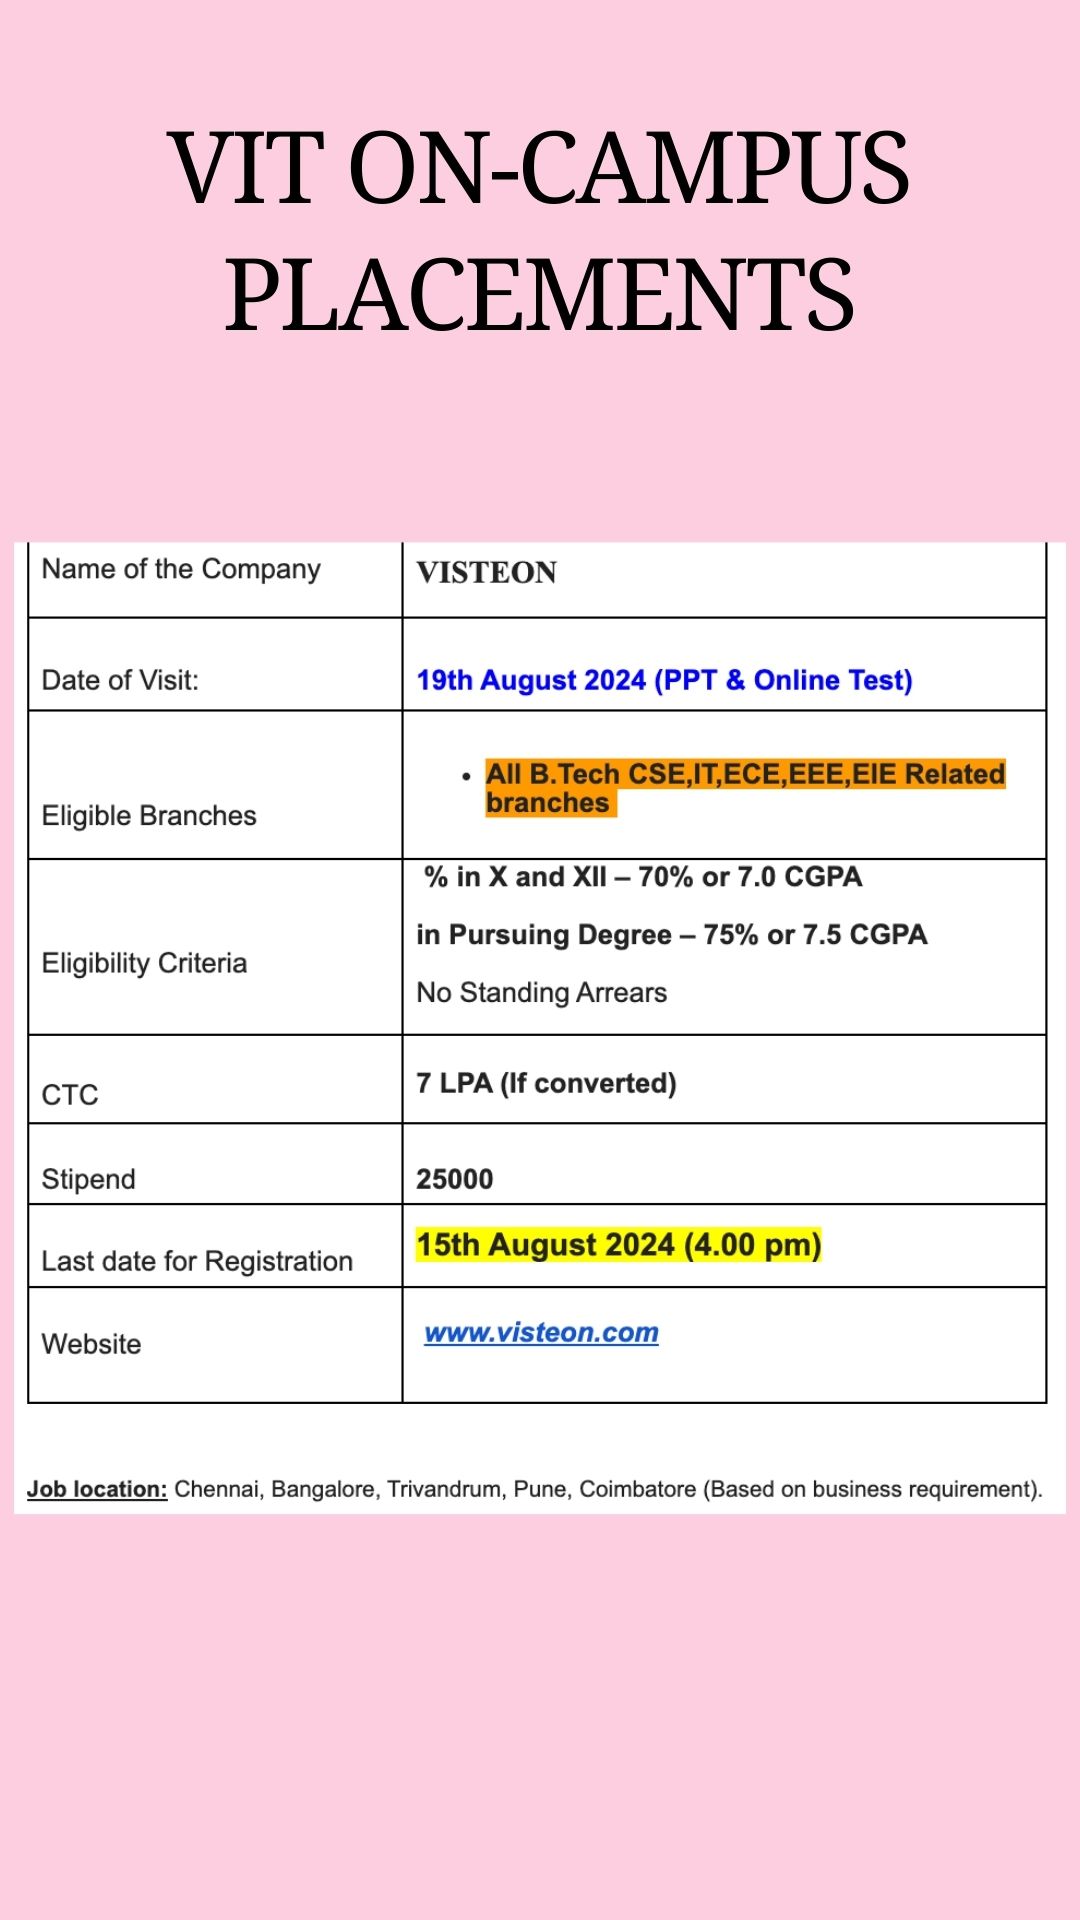 VIT ON-CAMPUS
PLACEMENTS
Name of the Company
VISTEON
Date of Visit:
19th August 2024 (PPT & Online Test)
Eligible Branches
• All B.Tech CSE,IT,ECE,EEE,EIE Related
branches
Eligibility Criteria
% in X and XII – 70% or 7.0 CGPA
in Pursuing Degree – 75% or 7.5 CGPA
No Standing Arrears
CTC
7 LPA (If converted)
Stipend
25000
Last date for Registration
15th August 2024 (4.00 pm)
Website
www.visteon.com
Job location: Chennai, Bangalore, Trivandrum, Pune, Coimbatore (Based on business requirement).